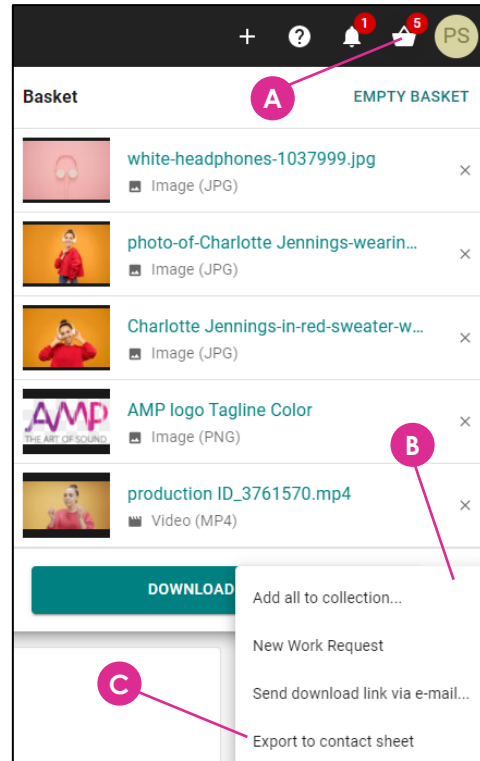 1
5
PS
A
Basket
EMPTY BASKET
white-headphones-1037999.jpg
Image (JPG)
photo-of-Charlotte Jennings-wearin...
Image (JPG)
Charlotte Jennings-in-red-sweater-w...
Image (JPG)
AMP
THE ART OF SOUND
AMP logo Tagline Color
Image (PNG)
B
production ID_3761570.mp4
Video (MP4)
DOWNLOAD
Add all to collection...
New Work Request
Send download link via e-mail...
C
Export to contact sheet